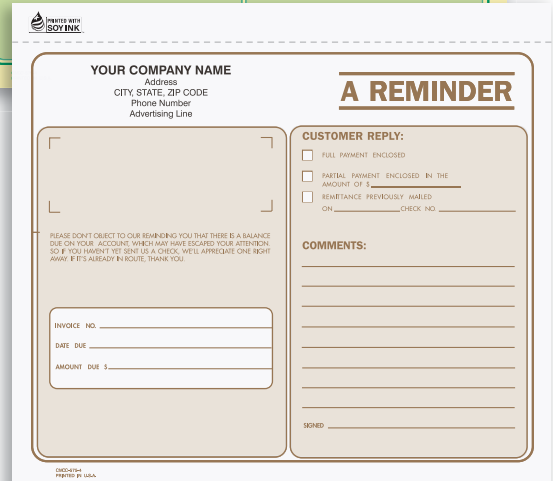 PRINTED WITH
SOY INK
YOUR COMPANY NAME
Address
CITY, STATE, ZIP CODE
Phone Number
Advertising Line
A REMINDER
PLEASE DON'T OBJECT TO OUR REMINDING YOU THAT THERE IS A BALANCE
DUE ON YOUR ACCOUNT, WHICH MAY HAVE ESCAPED YOUR ATTENTION.
SO IF YOU HAVEN'T YET SENT US A CHECK, WE'LL APPRECIATE ONE RIGHT
AWAY. IF IT'S ALREADY IN ROUTE, THANK YOU.
INVOICE NO.
DATE DUE
AMOUNT DUE $
CUSTOMER REPLY:
FULL PAYMENT ENCLOSED
PARTIAL PAYMENT ENCLOSED IN THE
AMOUNT OF $
REMITTANCE PREVIOUSLY MAILED
ON CHECK NO.
COMMENTS:
SIGNED
PRINTED IN U.S.A.